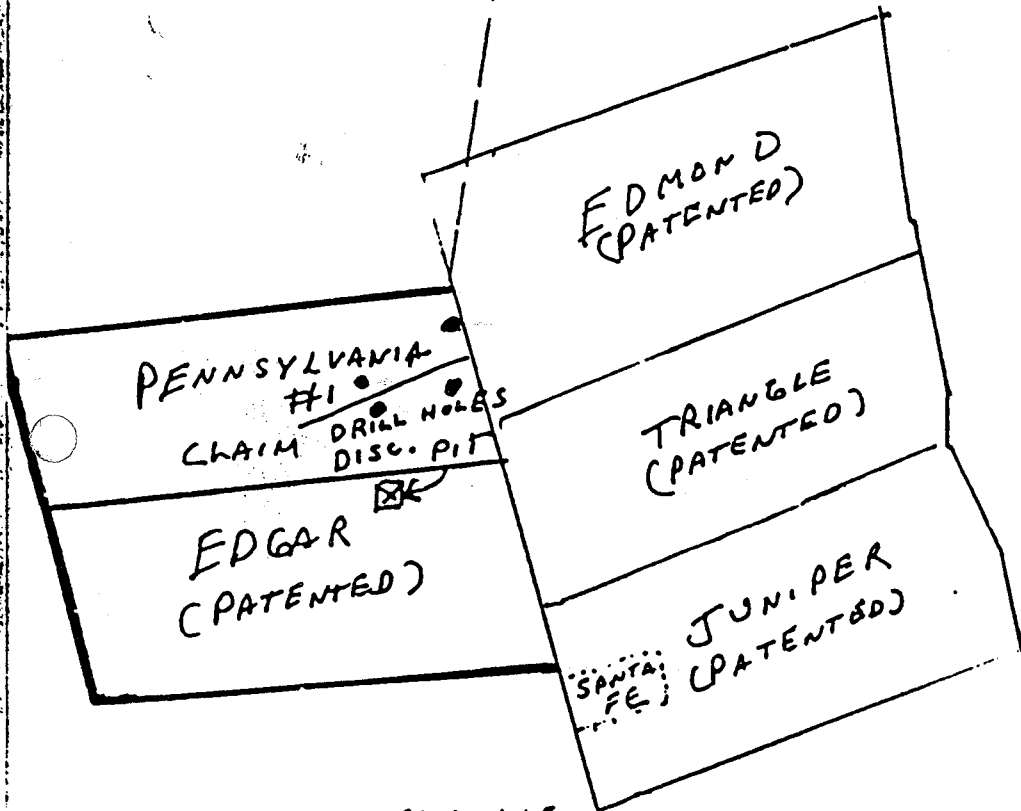 EDMOND
(PATENTED)
PENNSYLVANIA
#1
CLAIM
DRILL HOLES
DISC. PIT
TRIANGLE
(PATENTED)
EDGAR
(PATENTED)
JUNIPER
(PATENTED)
SANTA
FE